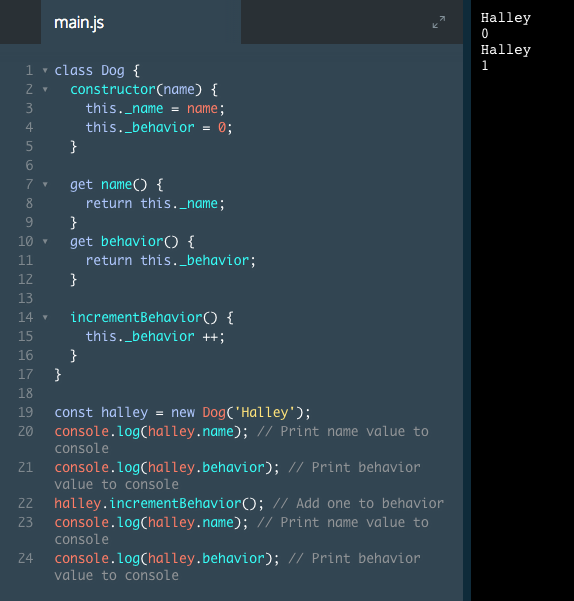 main.js
1 class Dog {
2 constructor(name) {
3 this._name = name;
4 this._behavior = 0;
5 }
6
7 get name() {
8 return this._name;
9 }
10 get behavior() {
11 return this._behavior;
12 }
13
14 incrementBehavior() {
15 this._behavior ++;
16 }
17 }
18
19 const halley = new Dog('Halley');
20 console.log(halley.name); // Print name value to
console
21 console.log(halley.behavior); // Print behavior
value to console
22 halley.incrementBehavior(); // Add one to behavior
23 console.log(halley.name); // Print name value to
console
24 console.log(halley.behavior); // Print behavior
value to console
Halley
0
Halley
1